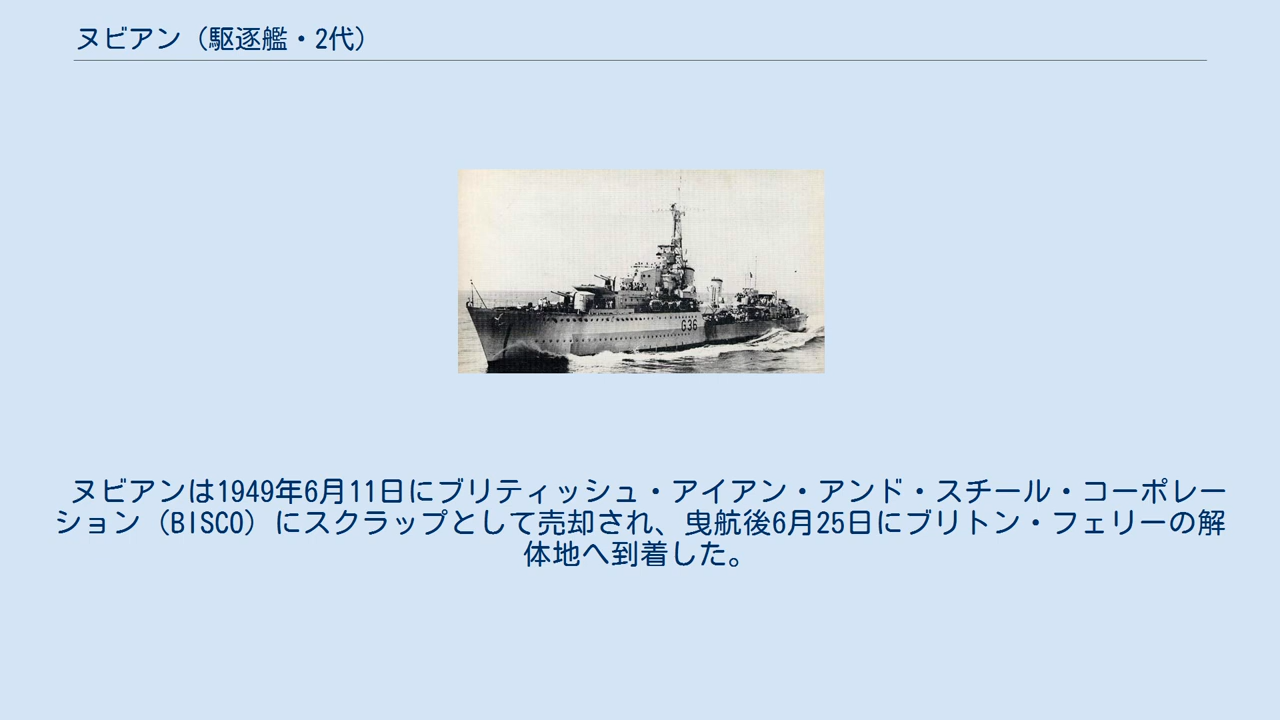 ヌビアン（駆逐艦・2代）
G36
ヌビアンは1949年6月11日にブリティッシュ・アイアン・アンド・スチール・コーポレー
ション（BISCO）にスクラップとして売却され、曳航後6月25日にブリトン・フェリーの解
体地へ到着した。